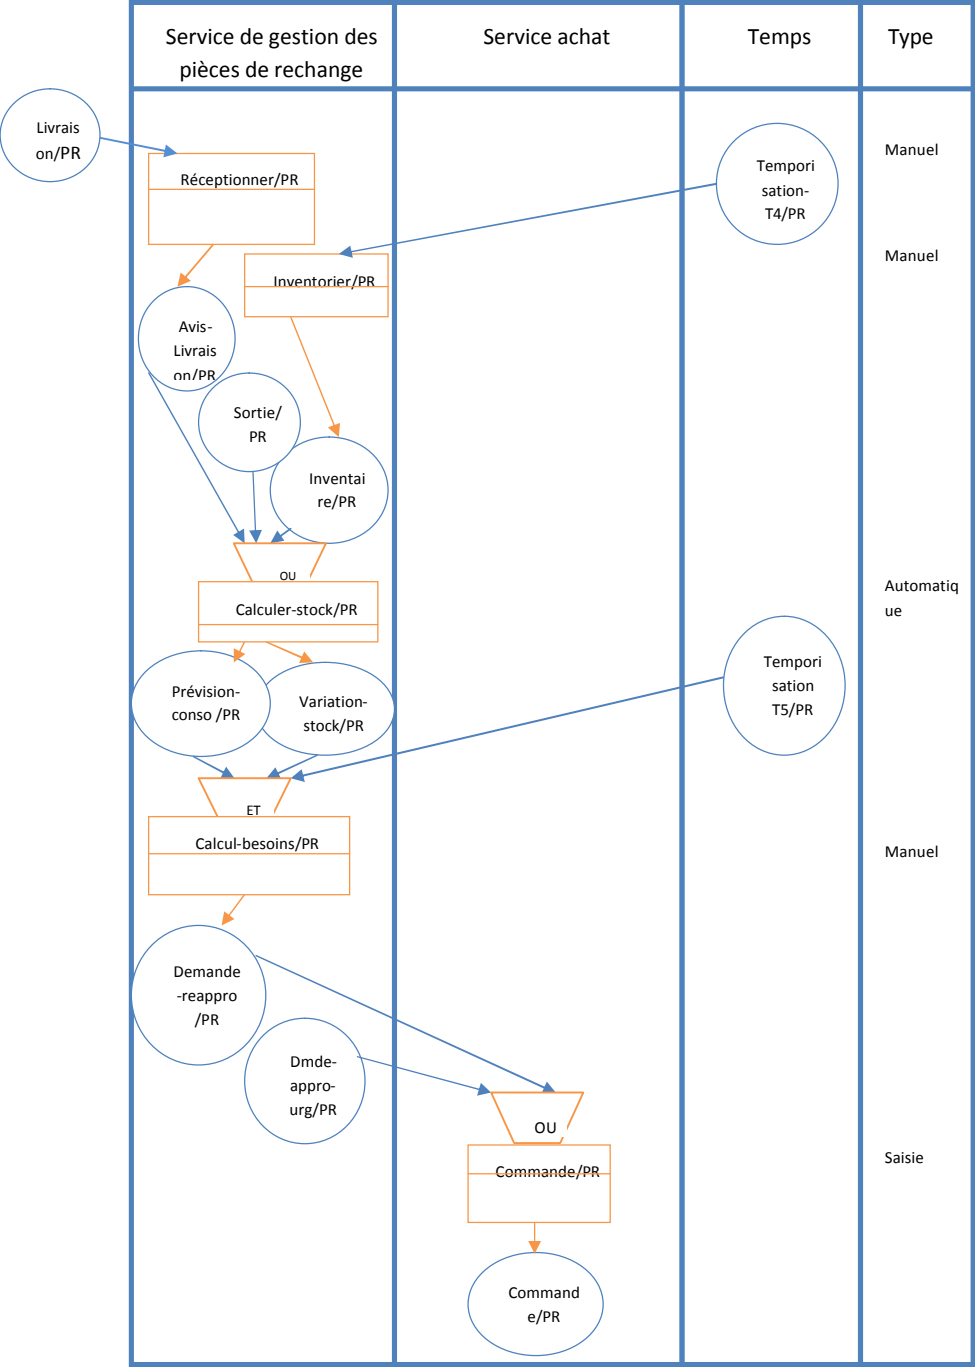 Service de gestion des
pièces de rechange
Service achat
Temps
Type
Livrais
on/PR
Réceptionner/PR
Tempori
sation-
T4/PR
Manuel
Inventorier/PR
Manuel
Avis-
Livrais
on/PR
Sortie/
PR
Inventai
re/PR
OU
Calculer-stock/PR
Automatiq
ue
Prévision-
conso /PR
Variation-
stock/PR
Tempori
sation
T5/PR
ET
Calcul-besoins/PR
Manuel
Demande
-reappro
/PR
Dmde-
appro-
urg/PR
OU
Commande/PR
Saisie
Command
e/PR